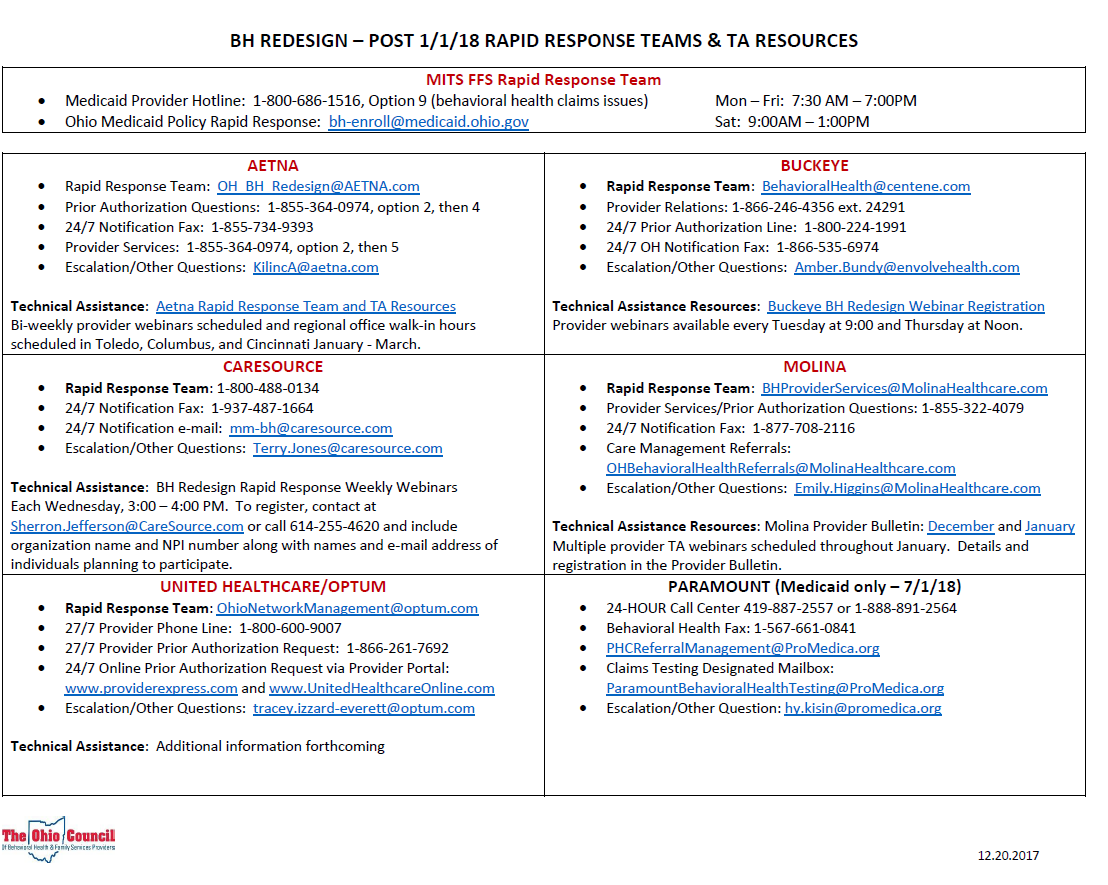 BH REDESIGN – POST 1/1/18 RAPID RESPONSE TEAMS & TA RESOURCES
MITS FFS Rapid Response Team
• Medicaid Provider Hotline: 1-800-686-1516, Option 9 (behavioral health claims issues) Mon – Fri: 7:30 AM – 7:00PM
• Ohio Medicaid Policy Rapid Response: bh-enroll@medicaid.ohio.gov Sat: 9:00AM – 1:00PM
AETNA
• Rapid Response Team: OH_BH_Redesign@AETNA.com
• Prior Authorization Questions: 1-855-364-0974, option 2, then 4
• 24/7 Notification Fax: 1-855-734-9393
• Provider Services: 1-855-364-0974, option 2, then 5
• Escalation/Other Questions: KilincA@aetna.com
Technical Assistance: Aetna Rapid Response Team and TA Resources
Bi-weekly provider webinars scheduled and regional office walk-in hours
scheduled in Toledo, Columbus, and Cincinnati January - March.
BUCKEYE
• Rapid Response Team: BehavioralHealth@centene.com
• Provider Relations: 1-866-246-4356 ext. 24291
• 24/7 Prior Authorization Line: 1-800-224-1991
• 24/7 OH Notification Fax: 1-866-535-6974
• Escalation/Other Questions: Amber.Bundy@envolvehealth.com
Technical Assistance Resources: Buckeye BH Redesign Webinar Registration
Provider webinars available every Tuesday at 9:00 and Thursday at Noon.
CARESOURCE
• Rapid Response Team: 1-800-488-0134
• 24/7 Notification Fax: 1-937-487-1664
• 24/7 Notification e-mail: mm-bh@caresource.com
• Escalation/Other Questions: Terry.Jones@caresource.com
Technical Assistance: BH Redesign Rapid Response Weekly Webinars
Each Wednesday, 3:00 – 4:00 PM. To register, contact at
Sherron.Jefferson@CareSource.com or call 614-255-4620 and include
organization name and NPI number along with names and e-mail address of
individuals planning to participate.
MOLINA
• Rapid Response Team: BHProviderServices@MolinaHealthcare.com
• Provider Services/Prior Authorization Questions: 1-855-322-4079
• 24/7 Notification Fax: 1-877-708-2116
• Care Management Referrals:
OHBehavioralHealthReferrals@MolinaHealthcare.com
• Escalation/Other Questions: Emily.Higgins@MolinaHealthcare.com
Technical Assistance Resources: Molina Provider Bulletin: December and January
Multiple provider TA webinars scheduled throughout January. Details and
registration in the Provider Bulletin.
UNITED HEALTHCARE/OPTUM
• Rapid Response Team: OhioNetworkManagement@optum.com
• 27/7 Provider Phone Line: 1-800-600-9007
• 27/7 Provider Prior Authorization Request: 1-866-261-7692
• 24/7 Online Prior Authorization Request via Provider Portal:
www.providerexpress.com and www.UnitedHealthcareOnline.com
• Escalation/Other Questions: tracey.izzard-everett@optum.com
Technical Assistance: Additional information forthcoming
PARAMOUNT (Medicaid only – 7/1/18)
• 24-HOUR Call Center 419-887-2557 or 1-888-891-2564
• Behavioral Health Fax: 1-567-661-0841
• PHCReferralManagement@ProMedica.org
• Claims Testing Designated Mailbox:
ParamountBehavioralHealthTesting@ProMedica.org
• Escalation/Other Question: hy.kisin@promedica.org
The Ohio Council
Of Behavioral Health & Family Services Providers
12.20.2017